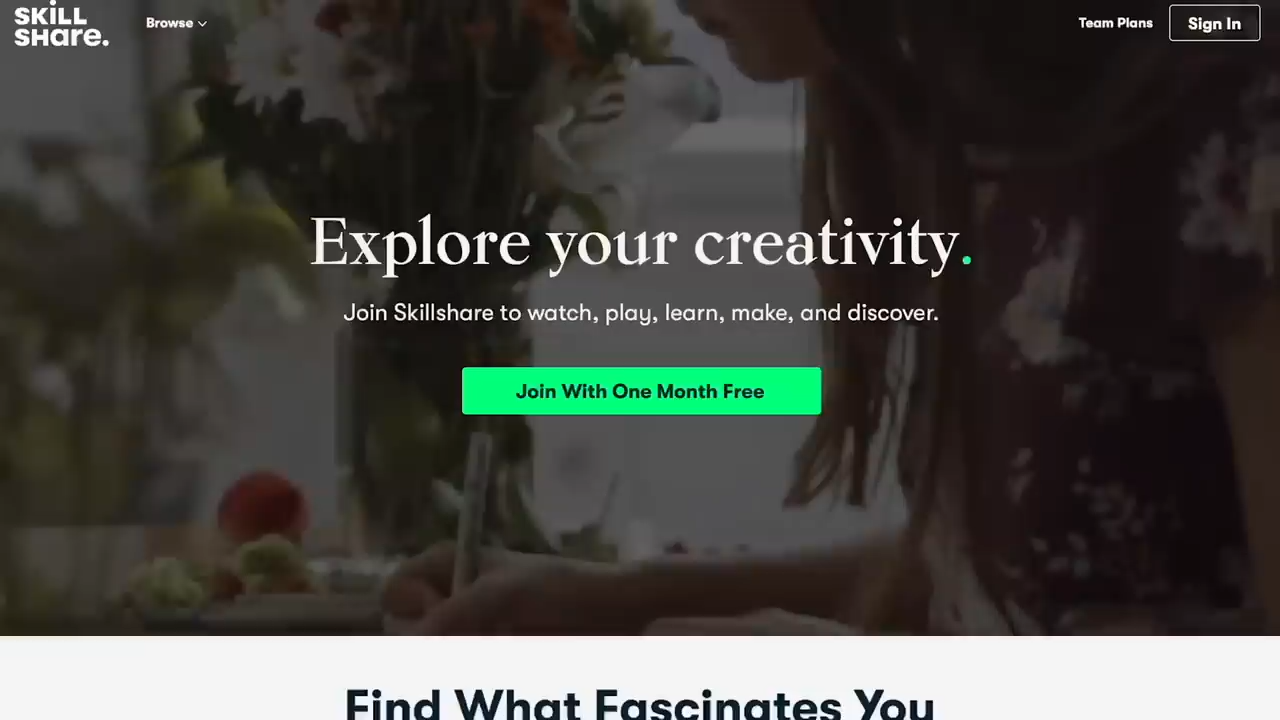 SKILL
SHare.
Browse
Team Plans
Sign In
Explore your creativity.
Join Skillshare to watch, play, learn, make, and discover.
Join With One Month Free
Find What Fascinates You